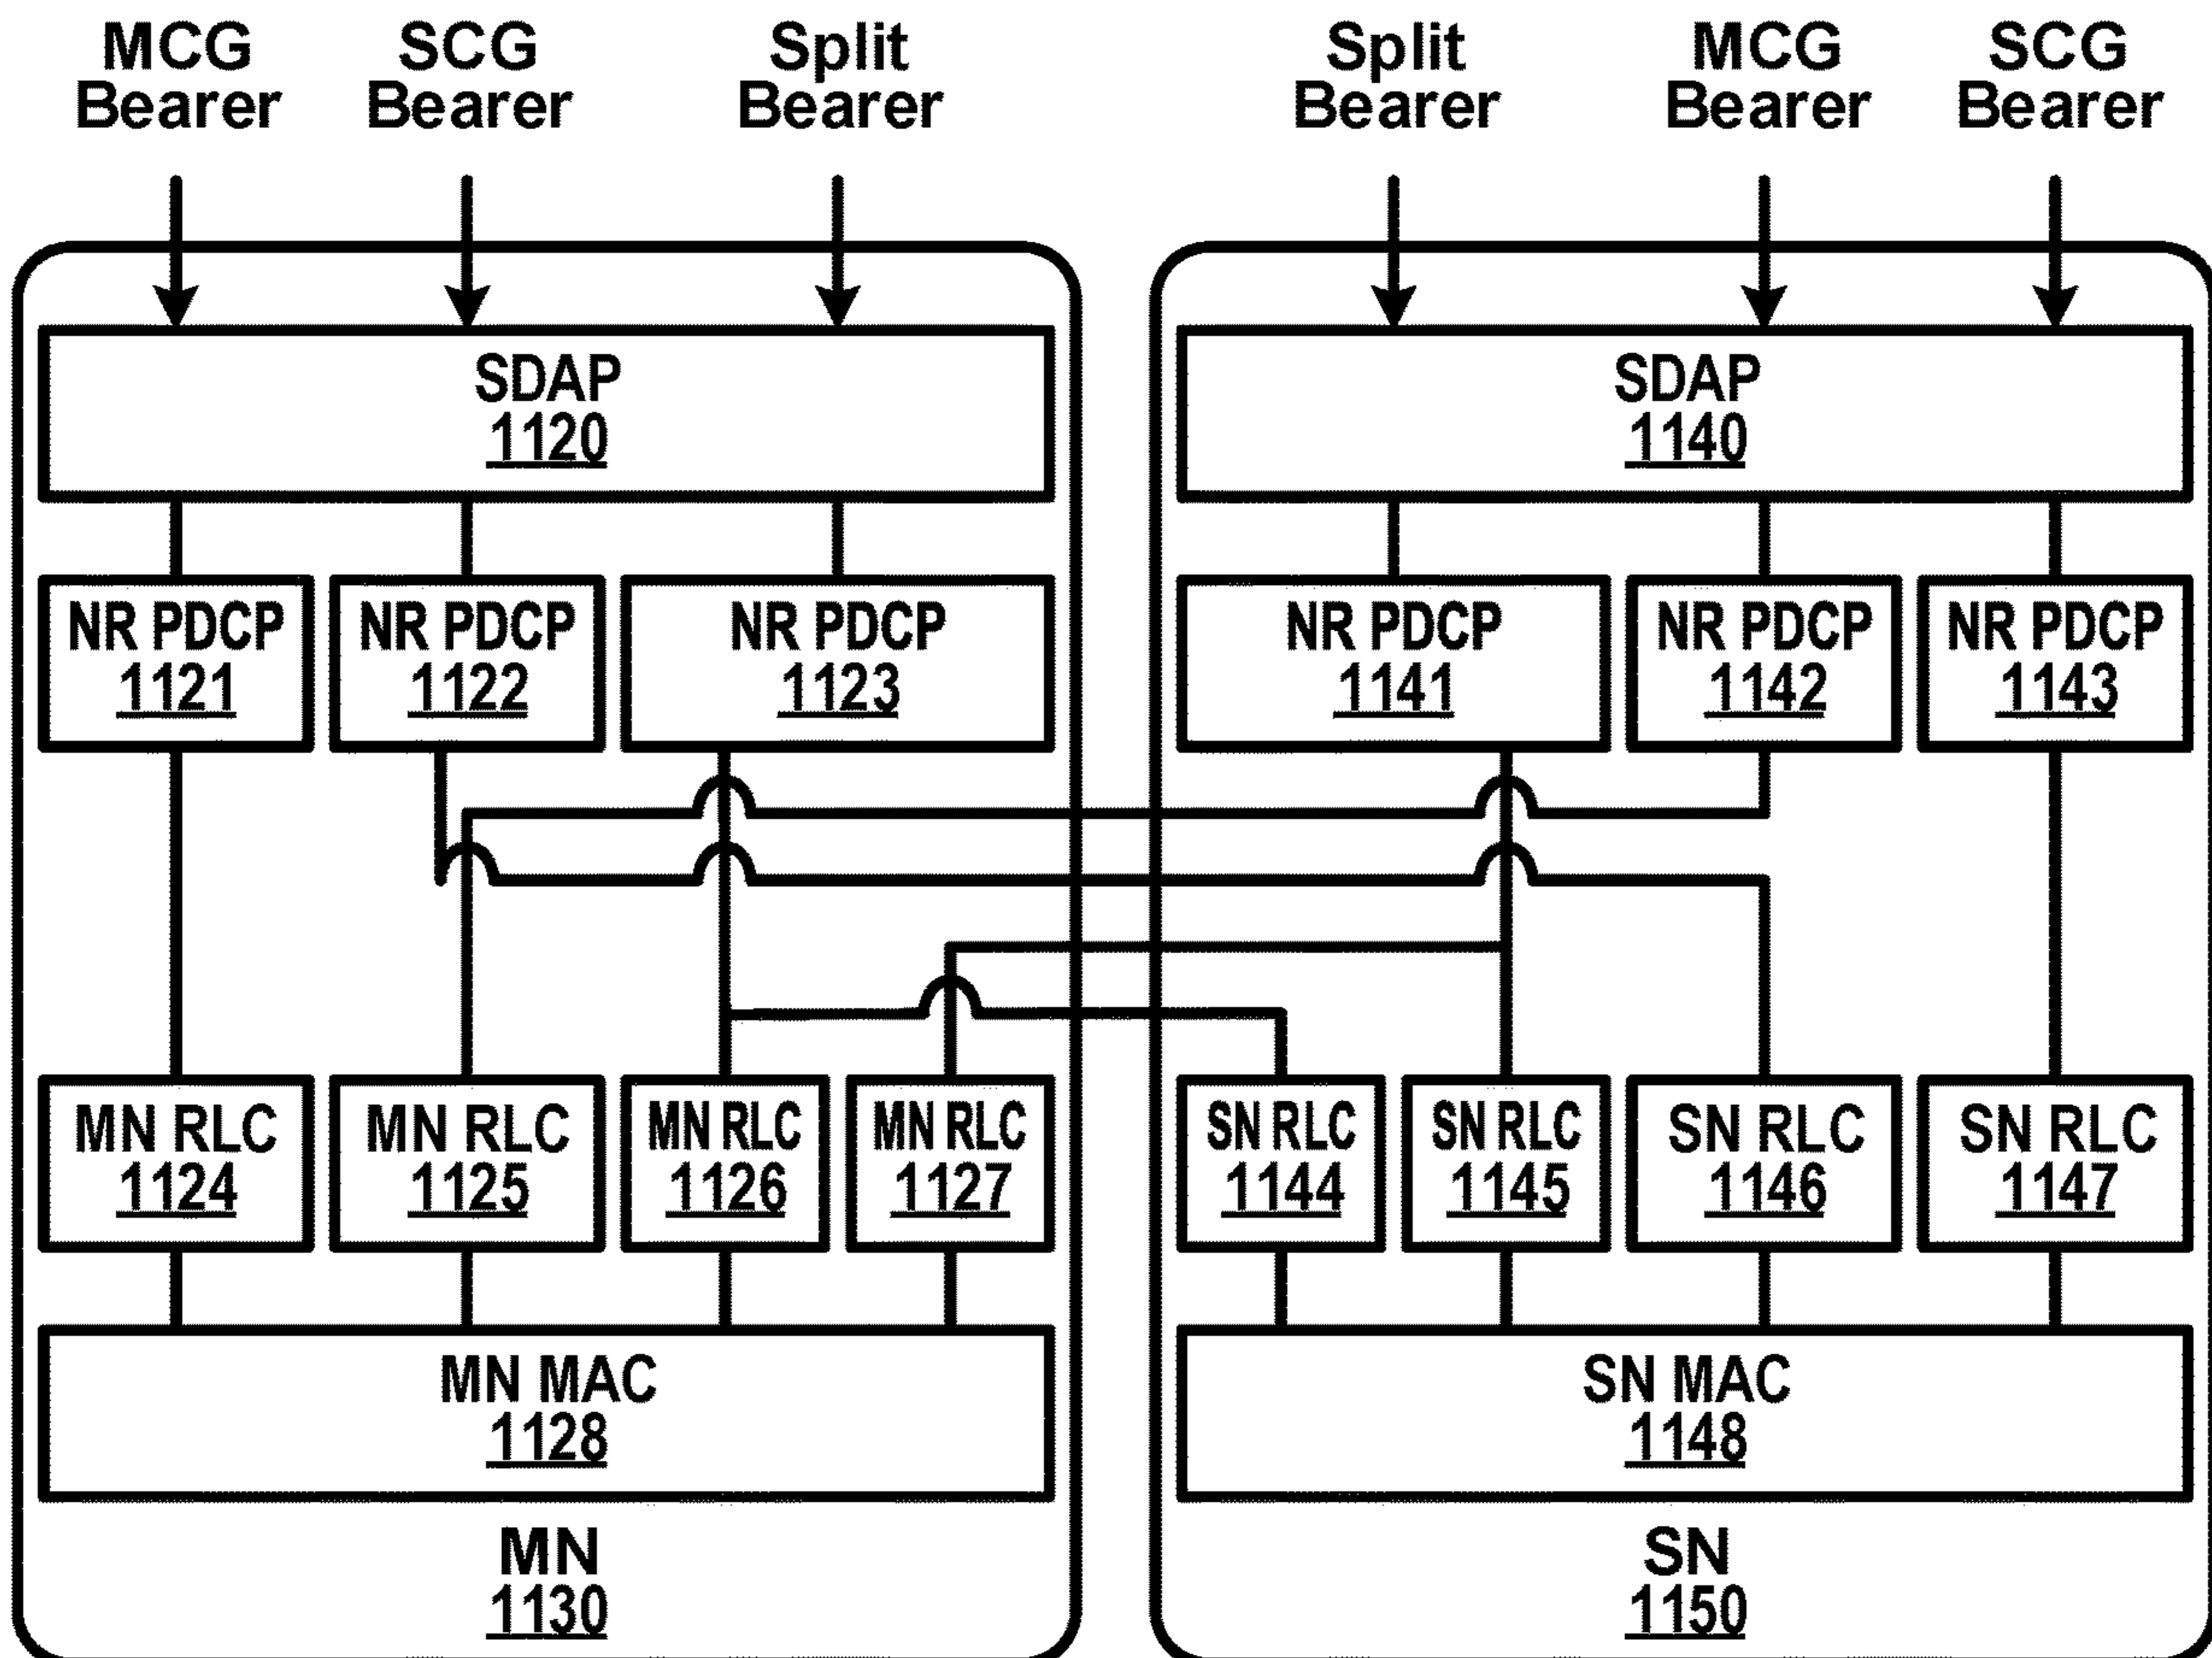 MCG
Bearer
SCG
Bearer
Split
Bearer
Split
Bearer
MCG
Bearer
SCG
Bearer
SDAP
1120
SDAP
1140
NR PDCP
1121
NR PDCP
1122
NR PDCP
1123
NR PDCP
1141
NR PDCP
1142
NR PDCP
1143
MN RLC
1124
MN RLC
1125
MN RLC
1126
MN RLC
1127
SN RLC
1144
SN RLC
1145
SN RLC
1146
SN RLC
1147
MN MAC
1128
SN MAC
1148
MN
1130
SN
1150